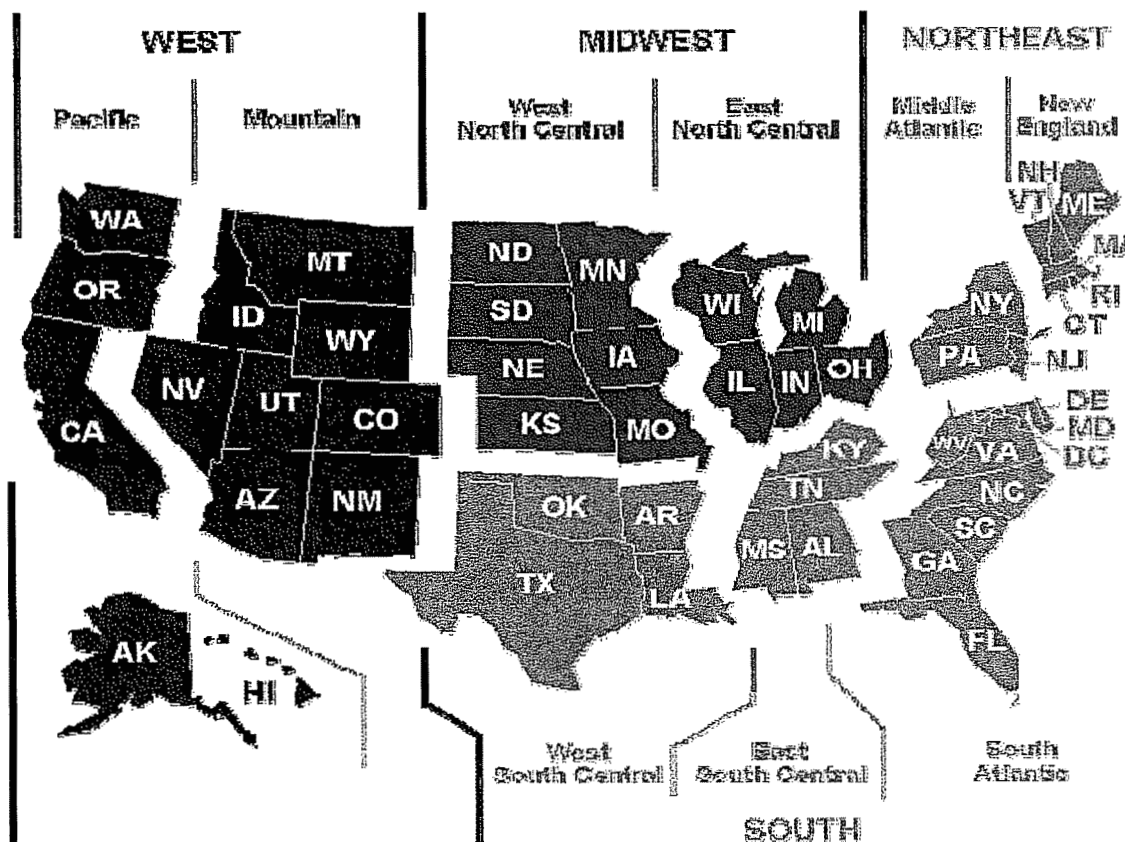 WEST
MIDWEST
NORTHEAST
Pacific
Mountain
West
North Central
East
North Central
Middle
Atlantic
New
England
WA
OR
CA
MT
ID
WY
NV
UT
CO
AZ
NM
ND
SD
NE
KS
MN
IA
MO
WI
MI
IL
IN
OH
NH
VT
ME
MA
RI
CT
NY
PA
NJ
DE
MD
DC
WV
VA
KY
TN
NC
SC
OK
AR
TX
LA
MS
AL
GA
FL
AK
HI
West
South Central
East
South Central
South
Atlantic
SOUTH